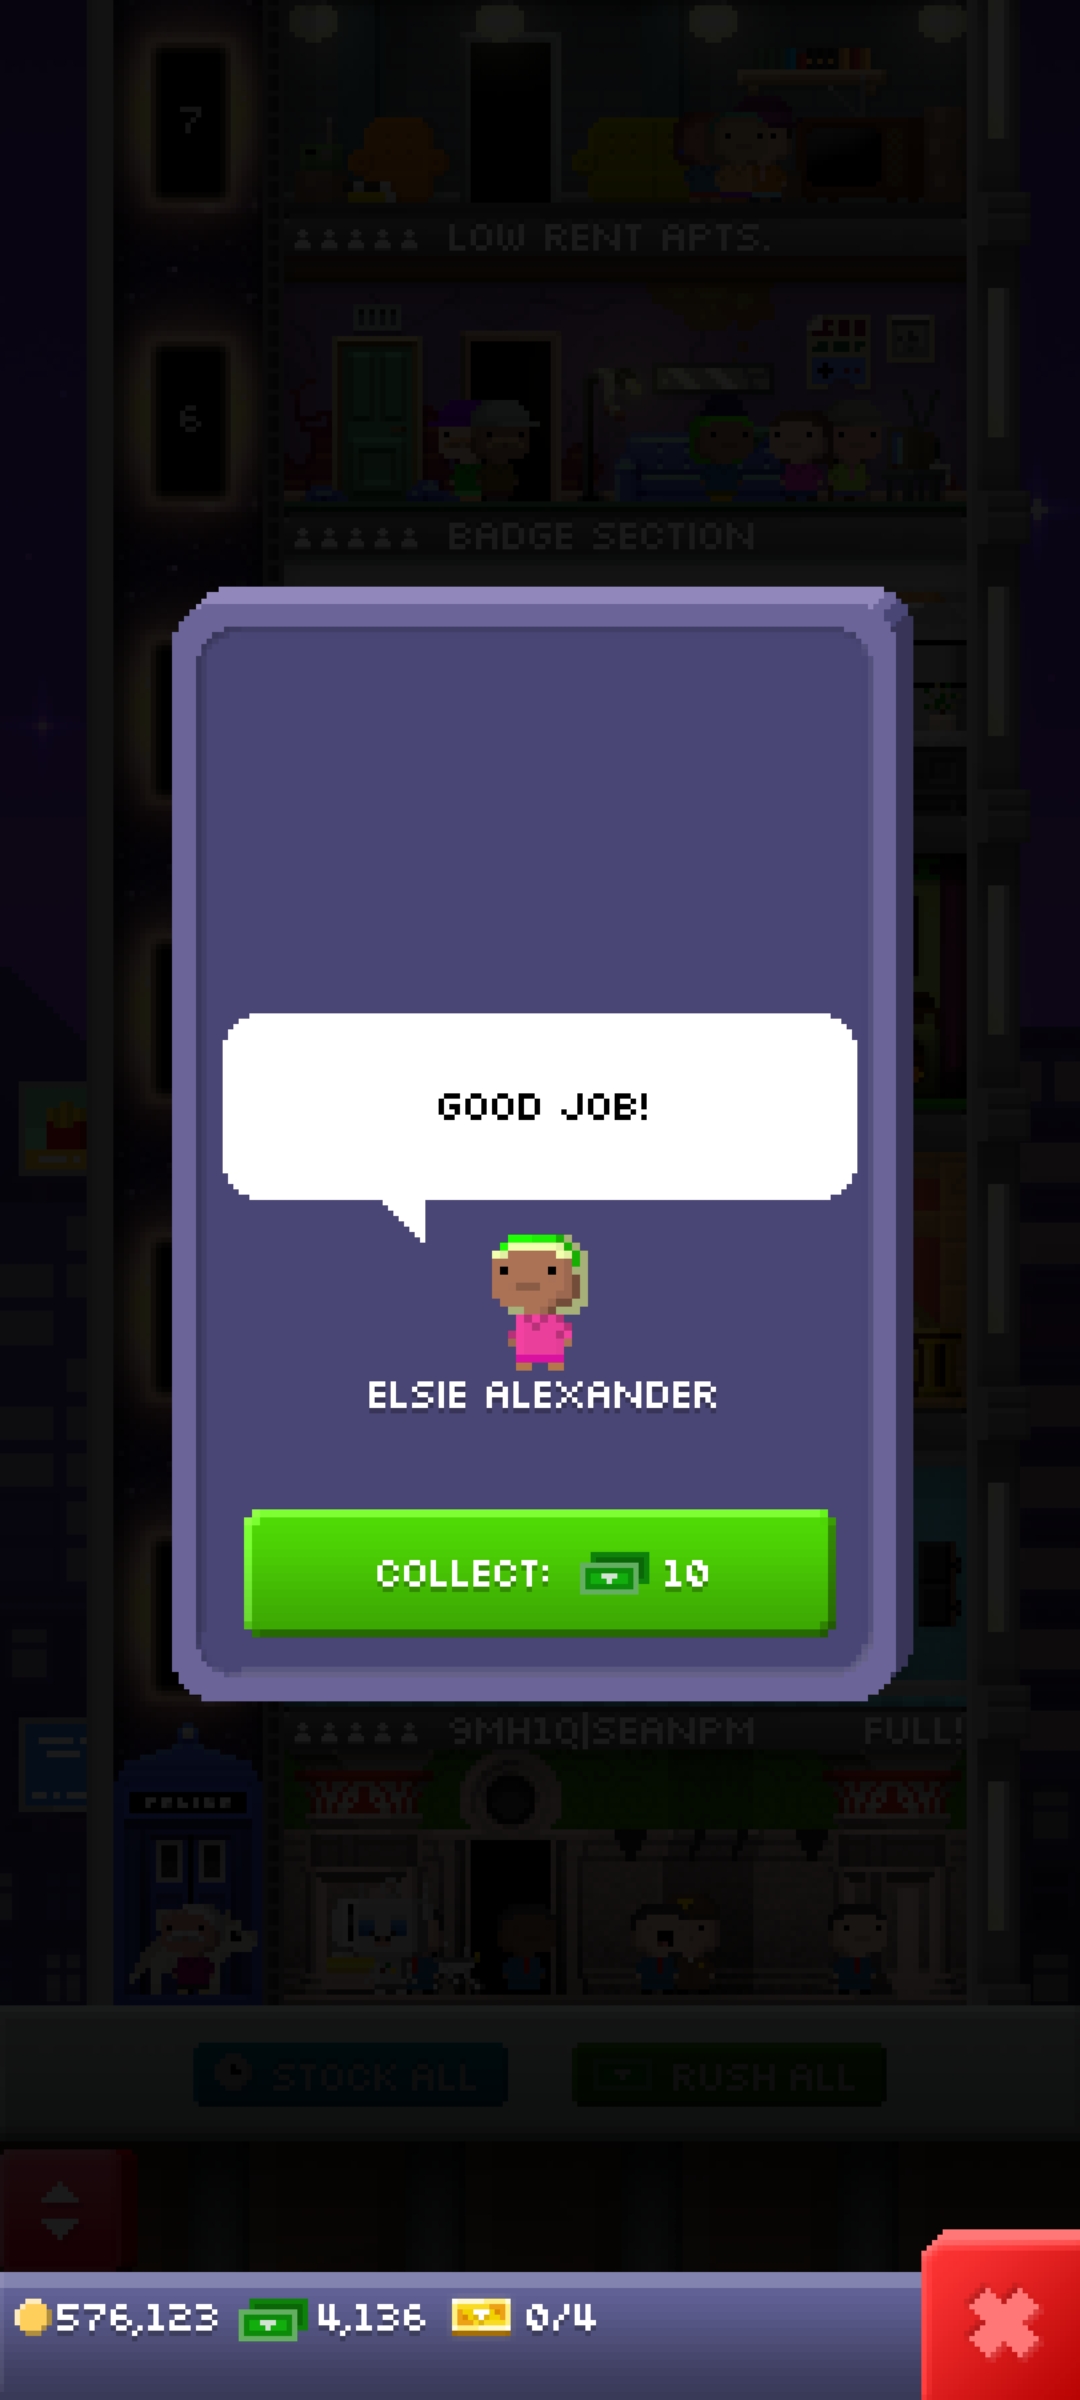 7
LOW RENT APTS.
6
BADGE SECTION
GOOD JOB!
ELSIE ALEXANDER
COLLECT: 10
9MH1Q|SEANPM FULL!
POLICE
STOCK ALL
RUSH ALL
576,123 4,136 0/4